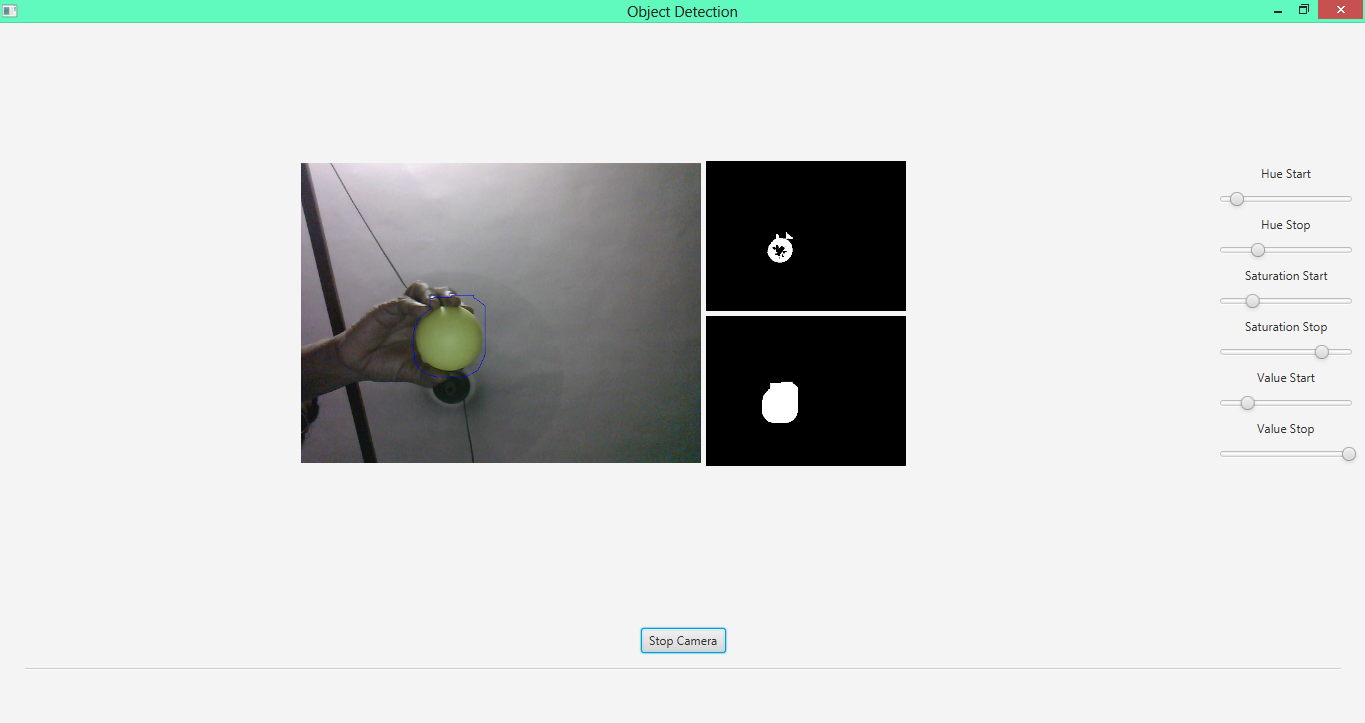 Object Detection
Hue Start
Hue Stop
Saturation Start
Saturation Stop
Value Start
Value Stop
Stop Camera